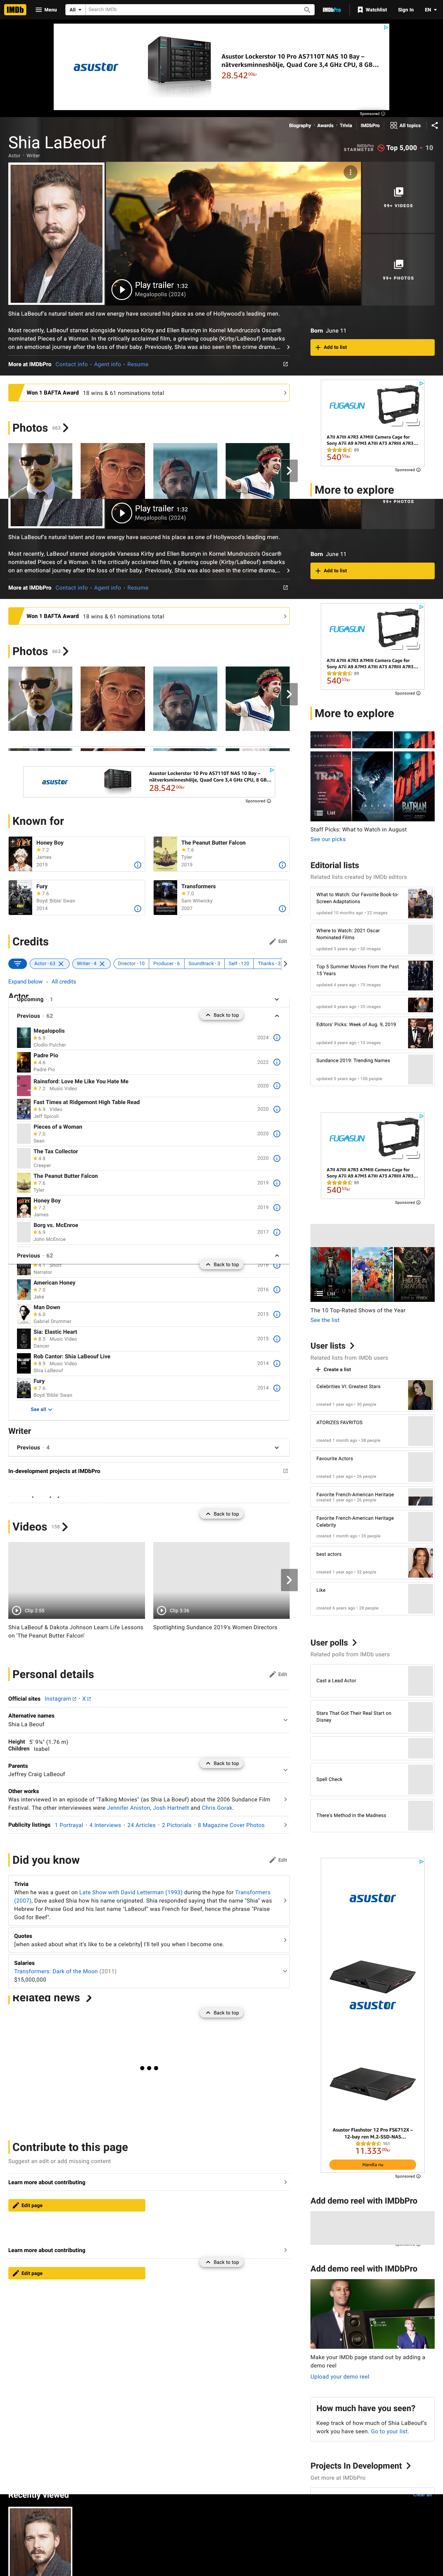 IMDb
Menu
All
Search IMDb
IMDbPro
Watchlist
Sign In
EN
asustor
Asustor Lockerstor 10 Pro AS7110T NAS 10 Bay –
nätverksminneshölje, Quad Core 3,4 GHz CPU, 8 GB...
28.542
Sponsored
Biography · Awards · Trivia
IMDbPro
All topics
Shia LaBeouf
Actor · Writer
IMDbPro
STARMETER
Top 5,000
10
99+ VIDEOS
99+ PHOTOS
Play trailer 1:32
Megalopolis (2024)
Shia LaBeouf's natural talent and raw energy have secured his place as one of Hollywood's leading men.
Most recently, LaBeouf starred alongside Vanessa Kirby and Ellen Burstyn in Kornel Mundruczo's Oscar®
nominated Pieces of a Woman. In the film, a grieving couple (Kirby/LaBeouf) embarks
on an emotional journey after the loss of their baby. Previously, Shia was also seen in the crime drama,...
Born June 11
Add to list
More at IMDbPro
Contact info · Agent info · Resume
Won 1 BAFTA Award
18 wins & 61 nominations total
Photos 863
FUGASUN
A7II A7III A7R3 A7MIII Camera Cage for
Sony A7ii A9 A7M3 A7III A73 A7RIII A7R3...
89
540
Sponsored
More to explore
Play trailer 1:32
Megalopolis (2024)
99+ PHOTOS
Shia LaBeouf's natural talent and raw energy have secured his place as one of Hollywood's leading men.
Most recently, LaBeouf starred alongside Vanessa Kirby and Ellen Burstyn in Kornel Mundruczo's Oscar®
nominated Pieces of a Woman. In the film, a grieving couple (Kirby/LaBeouf) embarks
on an emotional journey after the loss of their baby. Previously, Shia was also seen in the crime drama,...
Born June 11
Add to list
More at IMDbPro
Contact info · Agent info · Resume
Won 1 BAFTA Award
18 wins & 61 nominations total
Photos 863
FUGASUN
A7II A7III A7R3 A7MIII Camera Cage for
Sony A7ii A9 A7M3 A7III A73 A7RIII A7R3...
89
540
Sponsored
More to explore
TRAP
BATMAN
List
Staff Picks: What to Watch in August
See our picks
asustor
Asustor Lockerstor 10 Pro AS7110T NAS 10 Bay –
nätverksminneshölje, Quad Core 3,4 GHz CPU, 8 GB...
28.542
Sponsored
Known for
Honey Boy
7.2
James
2019
The Peanut Butter Falcon
7.6
Tyler
2019
Fury
7.6
Boyd 'Bible' Swan
2014
Transformers
7.0
Sam Witwicky
2007
Credits
Edit
Actor · 63
Writer · 4
Director · 10
Producer · 6
Soundtrack · 3
Self · 120
Thanks · 3
Expand below · All credits
Actor
Upcoming · 1
Previous · 62
Back to top
Megalopolis
6.9
Clodio Pulcher
2024
Padre Pio
4.6
Padre Pio
2022
Rainsford: Love Me Like You Hate Me
7.2 Music Video
2020
Fast Times at Ridgemont High Table Read
6.9 Video
Jeff Spicoli
2020
Pieces of a Woman
7.0
Sean
2020
The Tax Collector
4.8
Creeper
2020
The Peanut Butter Falcon
7.6
Tyler
2019
Honey Boy
7.2
James
2019
Borg vs. McEnroe
6.9
John McEnroe
2017
Previous · 62
Back to top
Narrator
American Honey
7.0
Jake
2016
Man Down
6.0
Gabriel Drummer
2015
Sia: Elastic Heart
8.5 Music Video
Dancer
2015
Rob Cantor: Shia LaBeouf Live
8.9 Music Video
Shia LaBeouf
2014
Fury
7.6
Boyd 'Bible' Swan
2014
See all
Writer
Previous · 4
In-development projects at IMDbPro
Back to top
Editorial lists
Related lists created by IMDb editors
What to Watch: Our Favorite Book-to-
Screen Adaptations
updated 10 months ago • 22 images
Where to Watch: 2021 Oscar
Nominated Films
updated 3 years ago • 50 images
Top 5 Summer Movies From the Past
15 Years
updated 4 years ago • 75 images
updated 6 years ago • 35 images
Editors' Picks: Week of Aug. 9, 2019
updated 5 years ago • 10 images
Sundance 2019: Trending Names
updated 5 years ago • 106 people
FUGASUN
A7II A7III A7R3 A7MIII Camera Cage for
Sony A7ii A9 A7M3 A7III A73 A7RIII A7R3...
89
540
Sponsored
List
The 10 Top-Rated Shows of the Year
See the list
User lists
Related lists from IMDb users
Create a list
Celebrities VI: Greatest Stars
created 1 year ago • 30 people
ATORIZES FAVRITOS
created 1 month ago • 58 people
Favourite Actors
created 1 year ago • 26 people
Favorite French-American Heritage
created 1 year ago • 26 people
Favorite French-American Heritage
Celebrity
created 1 month ago • 35 people
best actors
created 1 year ago • 32 people
Like
created 6 years ago • 28 people
Videos 158
Clip 2:55
Shia LaBeouf & Dakota Johnson Learn Life Lessons
on 'The Peanut Butter Falcon'
Clip 5:36
Spotlighting Sundance 2019's Women Directors
Personal details
Edit
Official sites
Instagram · X
Alternative names
Shia La Beouf
Height 5′ 9¼″ (1.76 m)
Children Isabel
Back to top
Parents
Jeffrey Craig LaBeouf
Other works
Was interviewed in an episode of "Talking Movies" (as Shia La Boeuf) about the 2006 Sundance Film
Festival. The other interviewees were Jennifer Aniston, Josh Hartnett and Chris Gorak.
Publicity listings
1 Portrayal · 4 Interviews · 24 Articles · 2 Pictorials · 8 Magazine Cover Photos
User polls
Related polls from IMDb users
Cast a Lead Actor
Stars That Got Their Real Start on
Disney
Spell Check
There's Method in the Madness
Did you know
Edit
Trivia
When he was a guest on Late Show with David Letterman (1993) during the hype for Transformers
(2007), Dave asked Shia how his name originated. Shia responded saying that the name "Shia" was
Hebrew for Praise God and his last name "LaBeouf" was French for Beef, hence the phrase "Praise
God for Beef".
Quotes
[when asked about what it's like to be a celebrity] I'll tell you when I become one.
Salaries
Transformers: Dark of the Moon (2011)
$15,000,000
Related news
Back to top
Contribute to this page
Suggest an edit or add missing content
Learn more about contributing
Edit page
Learn more about contributing
Back to top
Edit page
asustor
asustor
Asustor Flashstor 12 Pro FS6712X –
12-bay ren M.2-SSD-NAS...
161
11.333
Handla nu
Sponsored
Add demo reel with IMDbPro
Add demo reel with IMDbPro
Make your IMDb page stand out by adding a
demo reel
Upload your demo reel
How much have you seen?
Keep track of how much of Shia LaBeouf's
work you have seen. Go to your list.
Projects In Development
Get more at IMDbPro
Recently viewed
Clear all